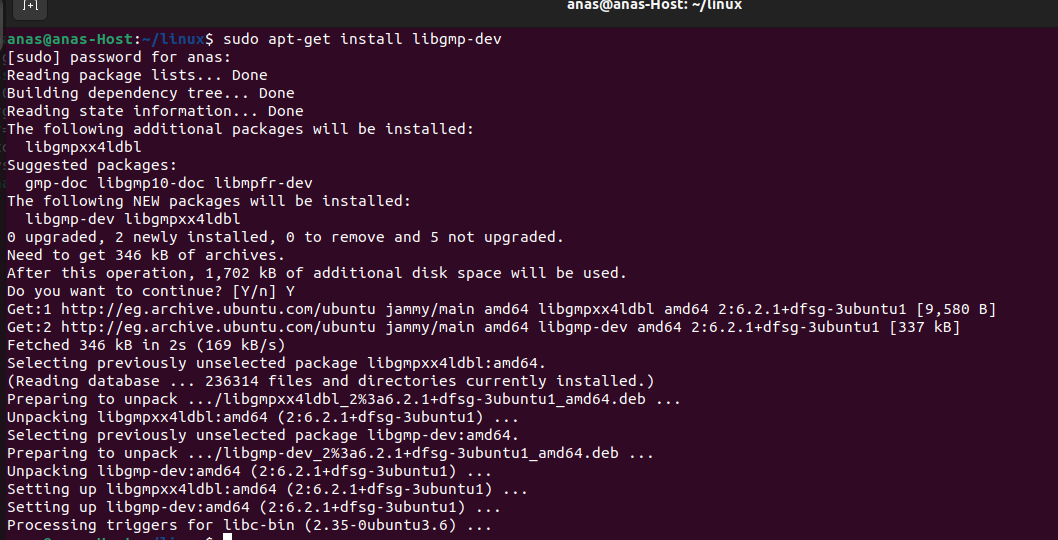 anas@anas-Host: ~/linux
anas@anas-Host:~/linux$ sudo apt-get install libgmp-dev
[sudo] password for anas:
Reading package lists... Done
Building dependency tree... Done
Reading state information... Done
The following additional packages will be installed:
  libgmpxx4ldbl
Suggested packages:
  gmp-doc libgmp10-doc libmpfr-dev
The following NEW packages will be installed:
  libgmp-dev libgmpxx4ldbl
0 upgraded, 2 newly installed, 0 to remove and 5 not upgraded.
Need to get 346 kB of archives.
After this operation, 1,702 kB of additional disk space will be used.
Do you want to continue? [Y/n] Y
Get:1 http://eg.archive.ubuntu.com/ubuntu jammy/main amd64 libgmpxx4ldbl amd64 2:6.2.1+dfsg-3ubuntu1 [9,580 B]
Get:2 http://eg.archive.ubuntu.com/ubuntu jammy/main amd64 libgmp-dev amd64 2:6.2.1+dfsg-3ubuntu1 [337 kB]
Fetched 346 kB in 2s (169 kB/s)
Selecting previously unselected package libgmpxx4ldbl:amd64.
(Reading database ... 236314 files and directories currently installed.)
Preparing to unpack .../libgmpxx4ldbl_2%3a6.2.1+dfsg-3ubuntu1_amd64.deb ...
Unpacking libgmpxx4ldbl:amd64 (2:6.2.1+dfsg-3ubuntu1) ...
Selecting previously unselected package libgmp-dev:amd64.
Preparing to unpack .../libgmp-dev_2%3a6.2.1+dfsg-3ubuntu1_amd64.deb ...
Unpacking libgmp-dev:amd64 (2:6.2.1+dfsg-3ubuntu1) ...
Setting up libgmpxx4ldbl:amd64 (2:6.2.1+dfsg-3ubuntu1) ...
Setting up libgmp-dev:amd64 (2:6.2.1+dfsg-3ubuntu1) ...
Processing triggers for libc-bin (2.35-0ubuntu3.6) ...